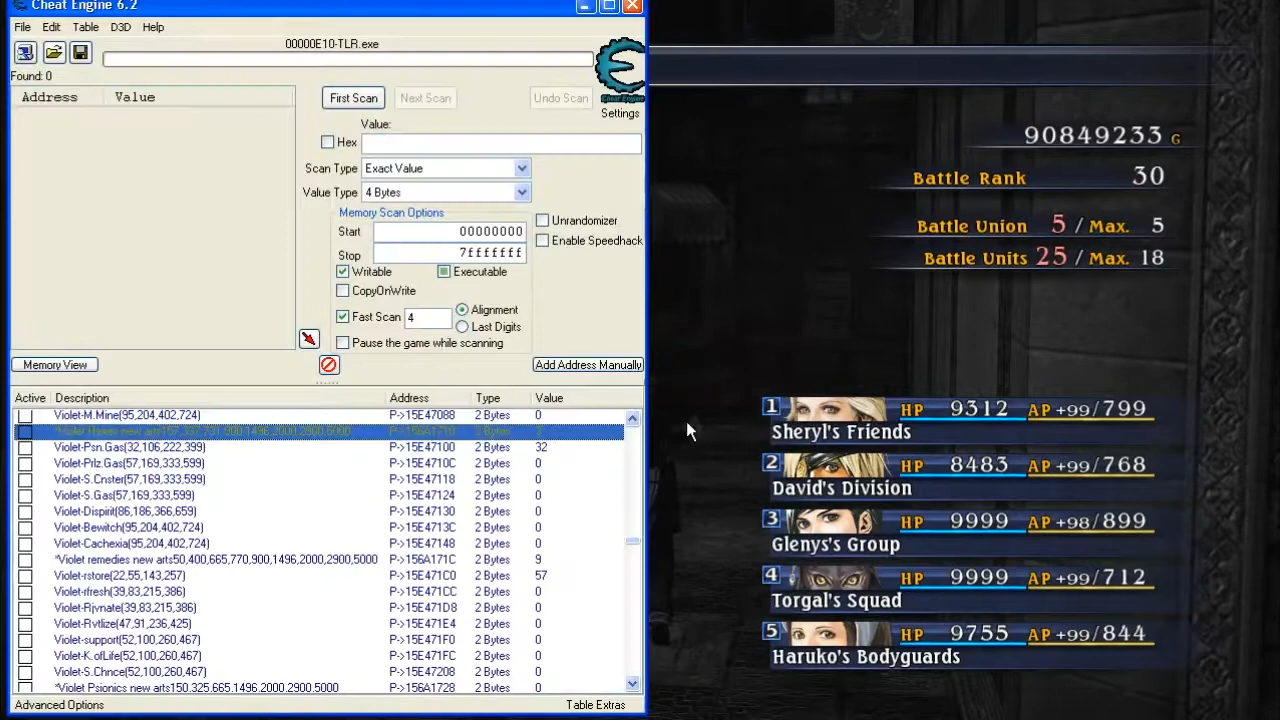 Cheat Engine 6.2
File Edit Table D3D Help
00000E10-TLR.exe
Found: 0
Address Value
First Scan Next Scan Undo Scan
Settings
Value:
Hex
Scan Type Exact Value
Value Type 4 Bytes
Memory Scan Options
Start 00000000
Stop 7fffffff
Unrandomizer
Enable Speedhack
Writable Executable
CopyOnWrite
Fast Scan 4 Alignment
Last Digits
Pause the game while scanning
Memory View Add Address Manually
Active Description Address Type Value
Violet-M.Mine(95,204,402,724) P->15E47088 2 Bytes 0
P->156A1710 2 Bytes
Violet-Psn.Gas(32,106,222,399) P->15E47100 2 Bytes 32
Violet-Prlz.Gas(57,169,333,599) P->15E4710C 2 Bytes 0
Violet-S.Cnster(57,169,333,599) P->15E47118 2 Bytes 0
Violet-S.Gas(57,169,333,599) P->15E47124 2 Bytes 0
Violet-Dispirit(86,186,366,659) P->15E47130 2 Bytes 0
Violet-Bewitch(95,204,402,724) P->15E4713C 2 Bytes 0
Violet-Cachexia(95,204,402,724) P->15E47148 2 Bytes 0
*Violet remedies new arts50,400,665,770,900,1496,2000,2900,5000 P->156A171C 2 Bytes 9
Violet-rstore(22,55,143,257) P->15E471C0 2 Bytes 57
Violet-rfresh(39,83,215,386) P->15E471CC 2 Bytes 0
Violet-Rjvnate(39,83,215,386) P->15E471D8 2 Bytes 0
Violet-Rvtlize(47,91,236,425) P->15E471E4 2 Bytes 0
Violet-support(52,100,260,467) P->15E471F0 2 Bytes 0
Violet-K.ofLife(52,100,260,467) P->15E471FC 2 Bytes 0
Violet-S.Chnce(52,100,260,467) P->15E47208 2 Bytes 0
*Violet Psionics new arts150,325,665,1496,2000,2900,5000 P->156A1728 2 Bytes 0
Advanced Options Table Extras
90849233 G
Battle Rank 30
Battle Union 5 / Max. 5
Battle Units 25 / Max. 18
1 HP 9312 AP +99/799
Sheryl's Friends
2 HP 8483 AP +99/768
David's Division
3 HP 9999 AP +98/899
Glenys's Group
4 HP 9999 AP +99/712
Torgal's Squad
5 HP 9755 AP +99/844
Haruko's Bodyguards